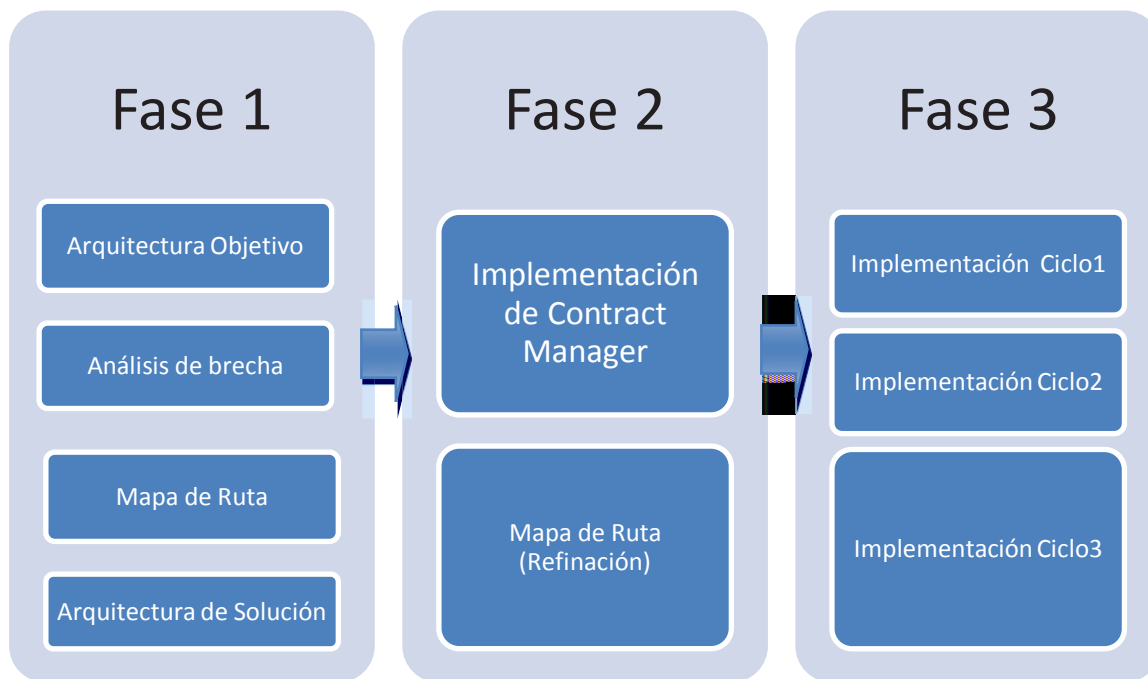 Fase 1
Arquitectura Objetivo
Análisis de brecha
Mapa de Ruta
Arquitectura de Solución
Fase 2
Implementación
de Contract
Manager
Mapa de Ruta
(Refinación)
Fase 3
Implementación Ciclo1
Implementación Ciclo2
Implementación Ciclo3